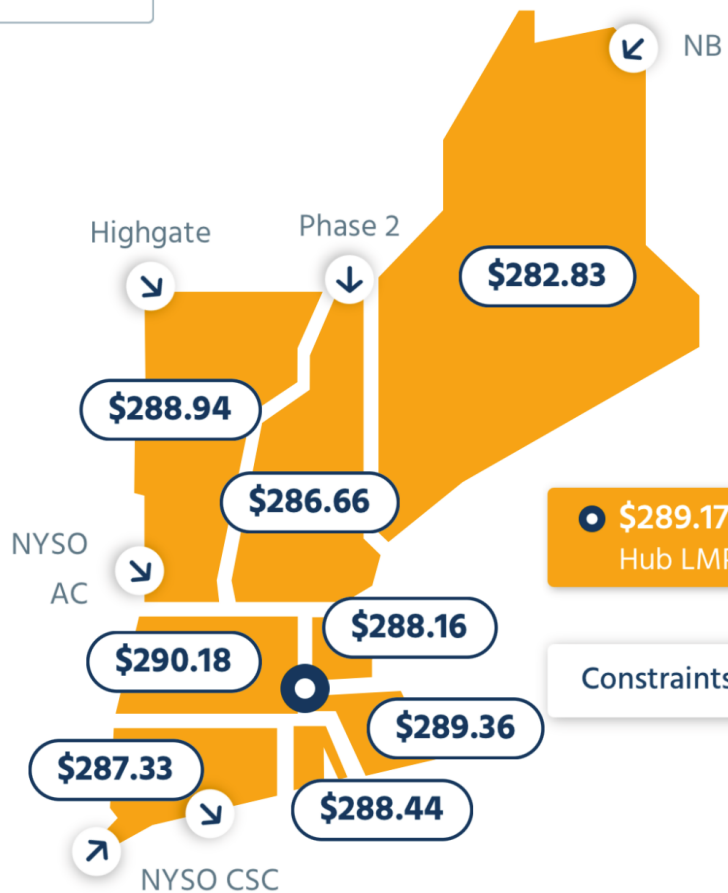 NB
Highgate
Phase 2
$282.83
$288.94
$286.66
$289.17
Hub LMP
NYSO
AC
$288.16
$290.18
Constraints
$289.36
$287.33
$288.44
NYSO CSC